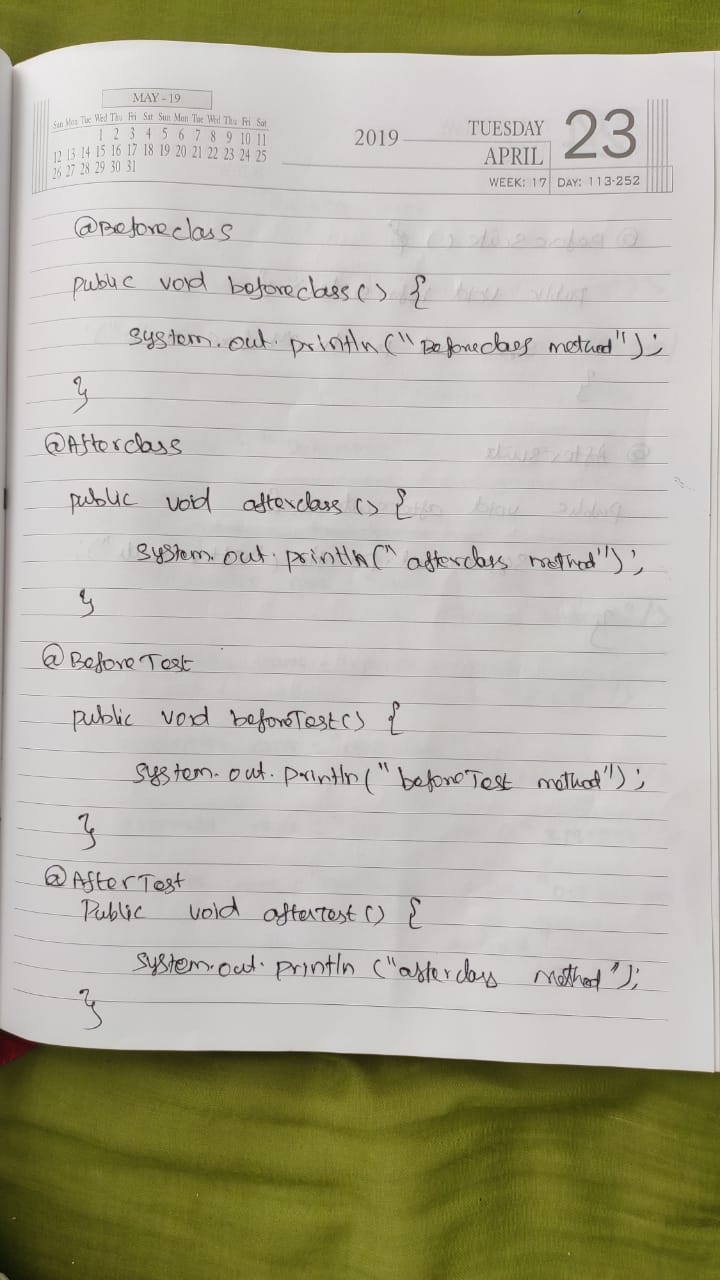 MAY - 19
Sun Mon Tue Wed Thu Fri Sat Sun Mon Tue Wed Thu Fri Sat
1 2 3 4 5 6 7 8 9 10 11
12 13 14 15 16 17 18 19 20 21 22 23 24 25
26 27 28 29 30 31
2019
TUESDAY
APRIL
23
WEEK: 17 DAY: 113-252
@Beforeclass
public void beforeclass() {
system.out.println("Beforeclass method");
}
@Afterclass
public void afterclass() {
system.out.println("afterclass method");
}
@BeforeTest
public void beforeTest() {
system.out.println("beforeTest method");
}
@AfterTest
Public void afterTest() {
system.out.println("afterclass method");
}